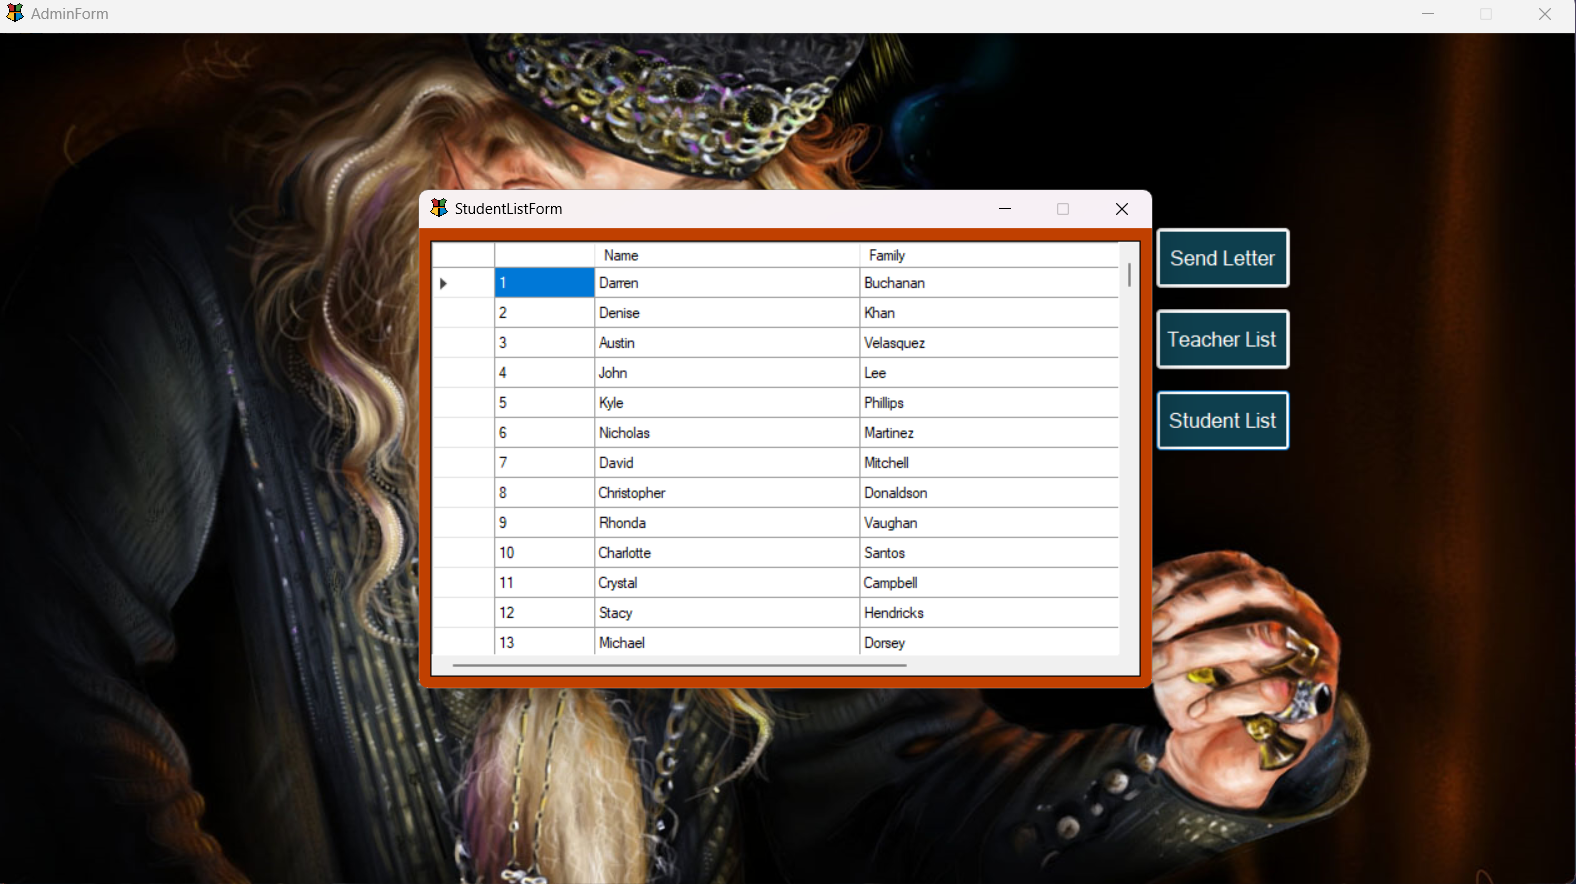 AdminForm
StudentListForm
Name Family
1 Darren Buchanan
2 Denise Khan
3 Austin Velasquez
4 John Lee
5 Kyle Phillips
6 Nicholas Martinez
7 David Mitchell
8 Christopher Donaldson
9 Rhonda Vaughan
10 Charlotte Santos
11 Crystal Campbell
12 Stacy Hendricks
13 Michael Dorsey
Send Letter
Teacher List
Student List